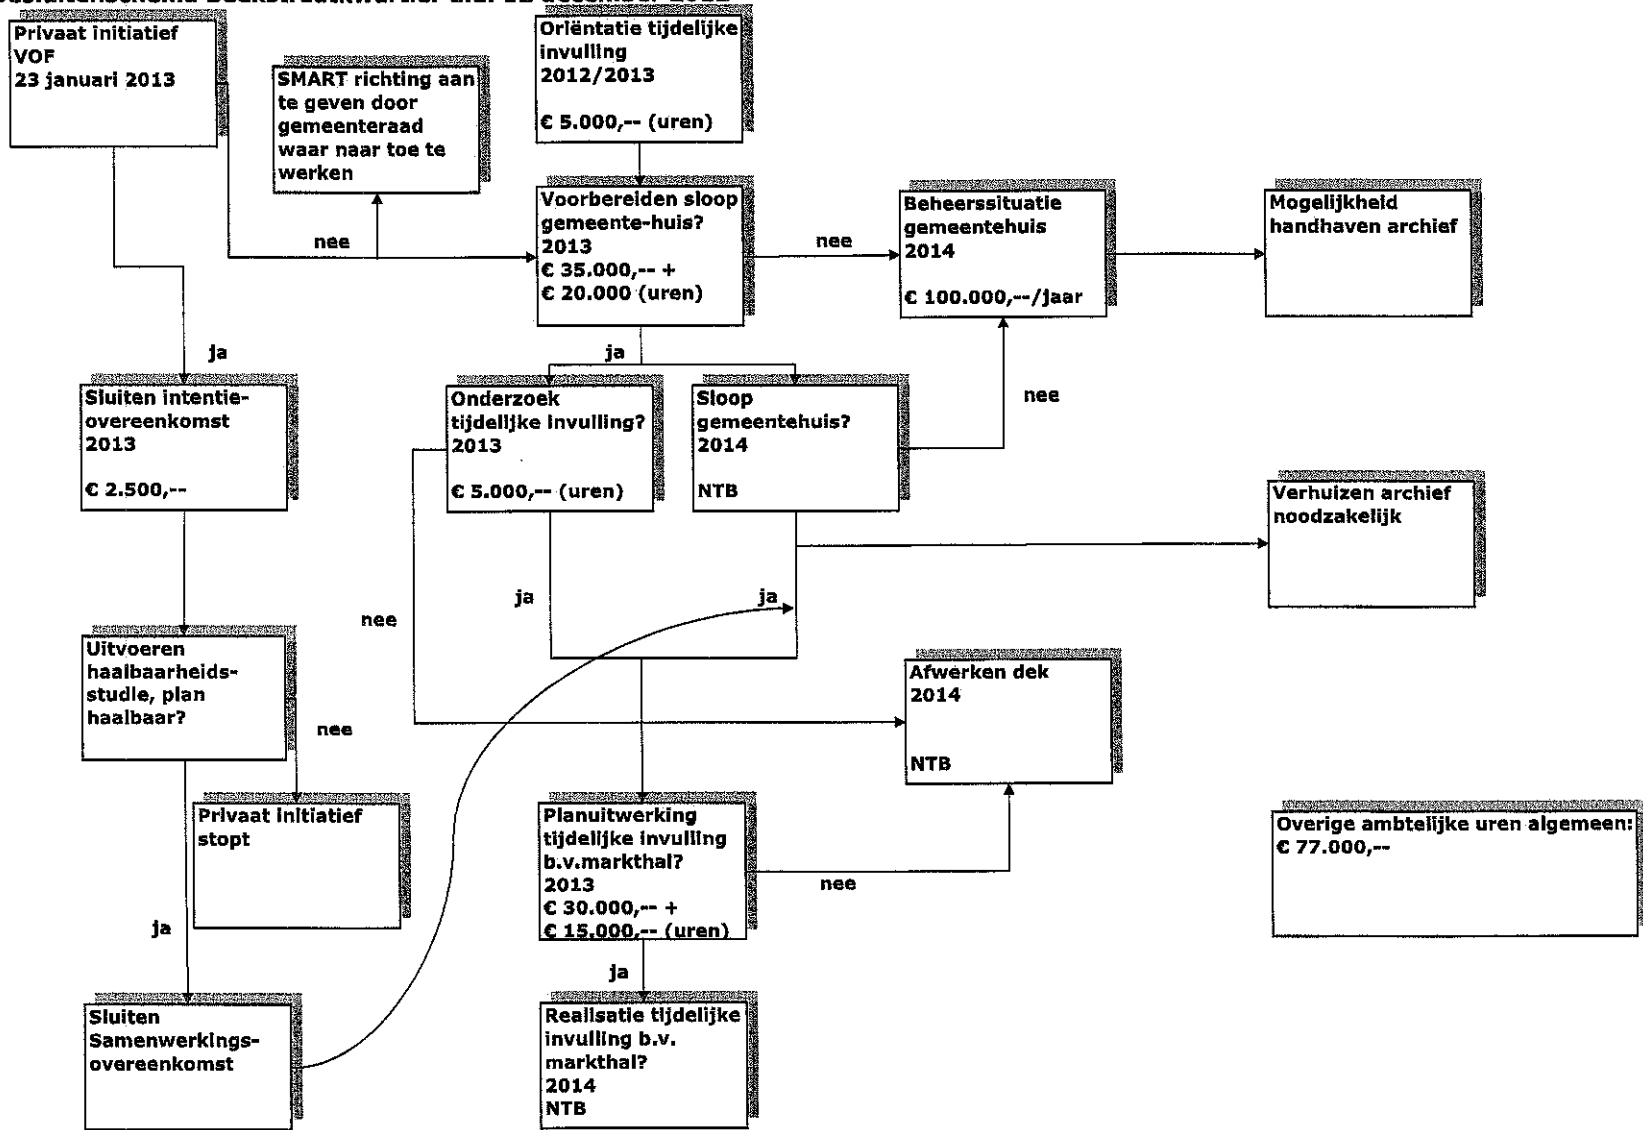 Privaat initiatief
VOF
23 januari 2013
SMART richting aan
te geven door
gemeenteraad
waar naar toe te
werken
Oriëntatie tijdelijke
invulling
2012/2013
€ 5.000,-- (uren)
nee
Voorbereiden sloop
gemeente-huis?
2013
€ 35.000,-- +
€ 20.000 (uren)
nee
Beheerssituatie
gemeentehuis
2014
€ 100.000,--/jaar
Mogelijkheid
handhaven archief
ja
ja
nee
Sluiten intentie-
overeenkomst
2013
€ 2.500,--
Onderzoek
tijdelijke invulling?
2013
€ 5.000,-- (uren)
Sloop
gemeentehuis?
2014
NTB
Verhuizen archief
noodzakelijk
ja
ja
nee
Uitvoeren
haalbaarheids-
studie, plan
haalbaar?
nee
Afwerken dek
2014
NTB
Privaat initiatief
stopt
Planuitwerking
tijdelijke invulling
b.v.markthal?
2013
€ 30.000,-- +
€ 15.000,-- (uren)
nee
Overige ambtelijke uren algemeen:
€ 77.000,--
ja
ja
Sluiten
Samenwerkings-
overeenkomst
Realisatie tijdelijke
invulling b.v.
markthal?
2014
NTB